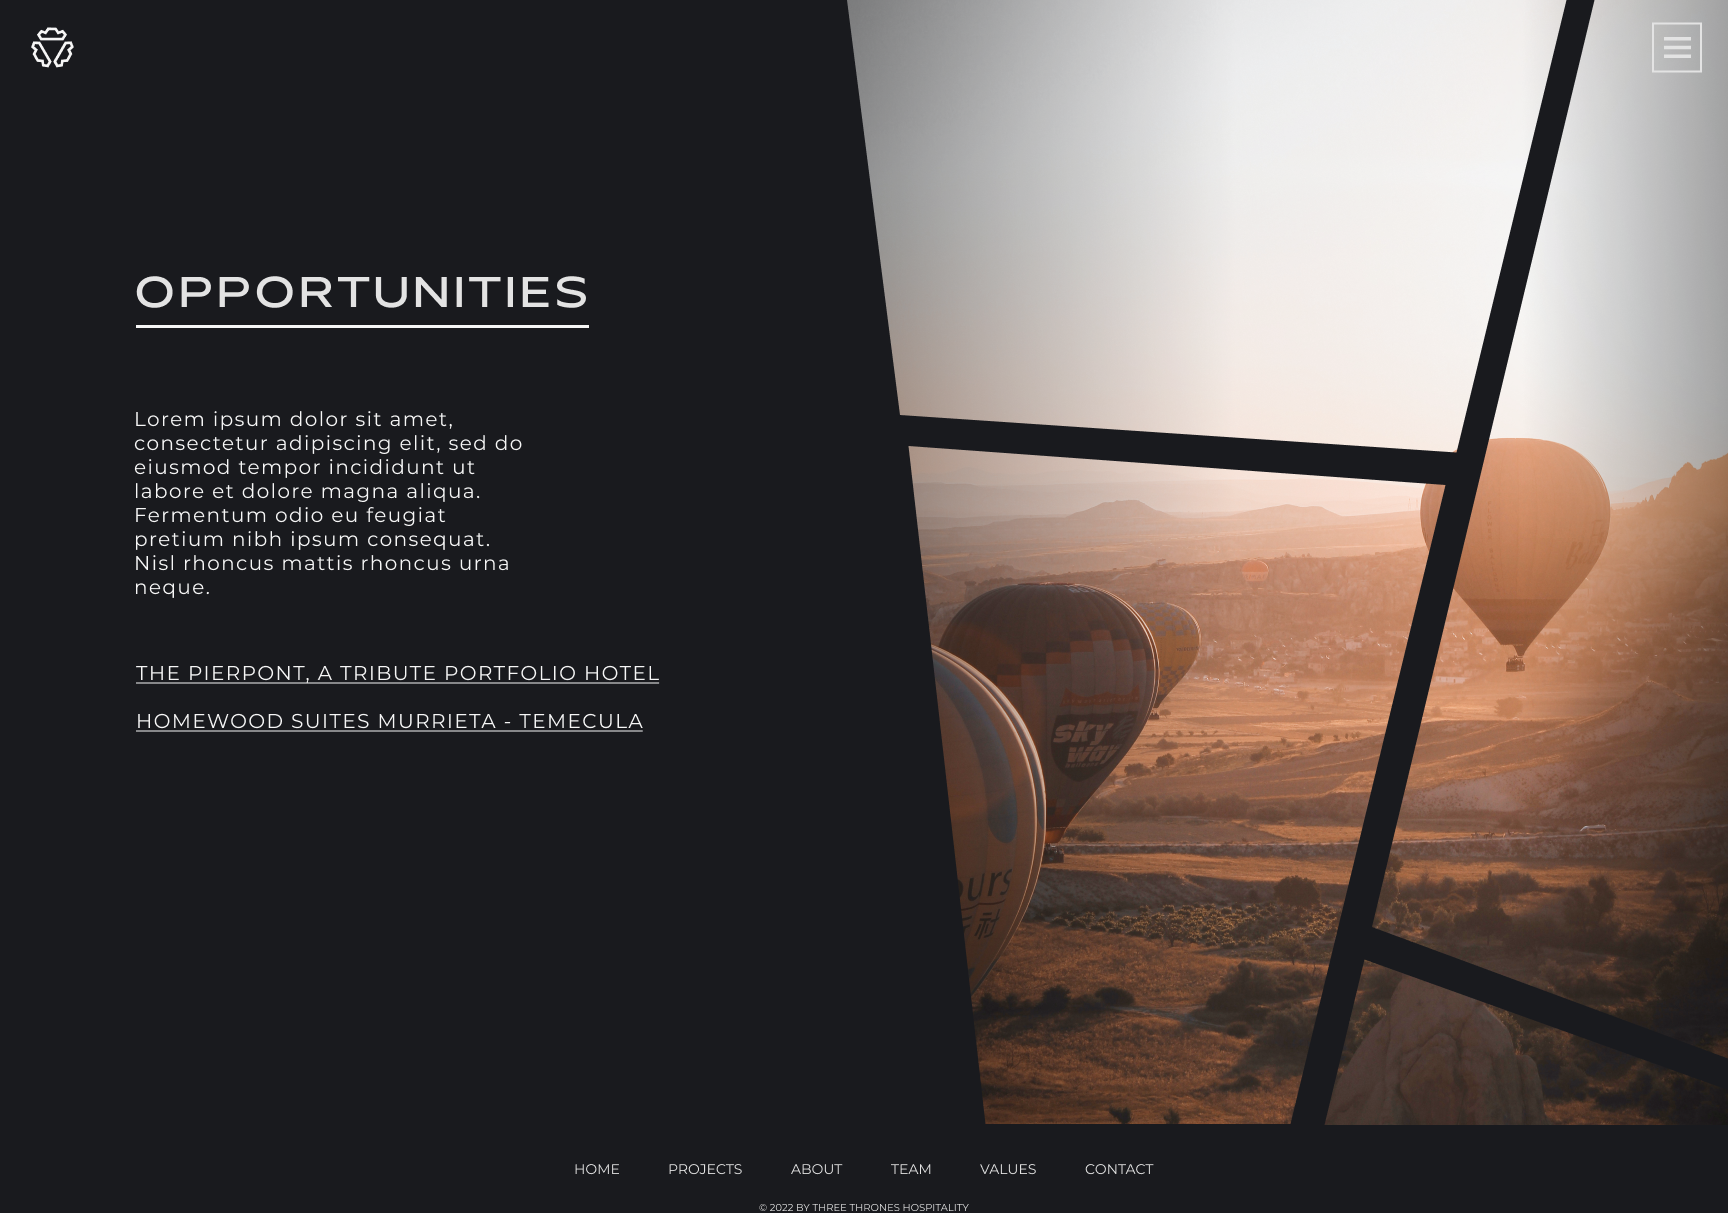 OPPORTUNITIES
Lorem ipsum dolor sit amet,
consectetur adipiscing elit, sed do
eiusmod tempor incididunt ut
labore et dolore magna aliqua.
Fermentum odio eu feugiat
pretium nibh ipsum consequat.
Nisl rhoncus mattis rhoncus urna
neque.
THE PIERPONT, A TRIBUTE PORTFOLIO HOTEL
HOMEWOOD SUITES MURRIETA - TEMECULA
sky
way
ours
社
HOME PROJECTS ABOUT TEAM VALUES CONTACT
© 2022 BY THREE THRONES HOSPITALITY